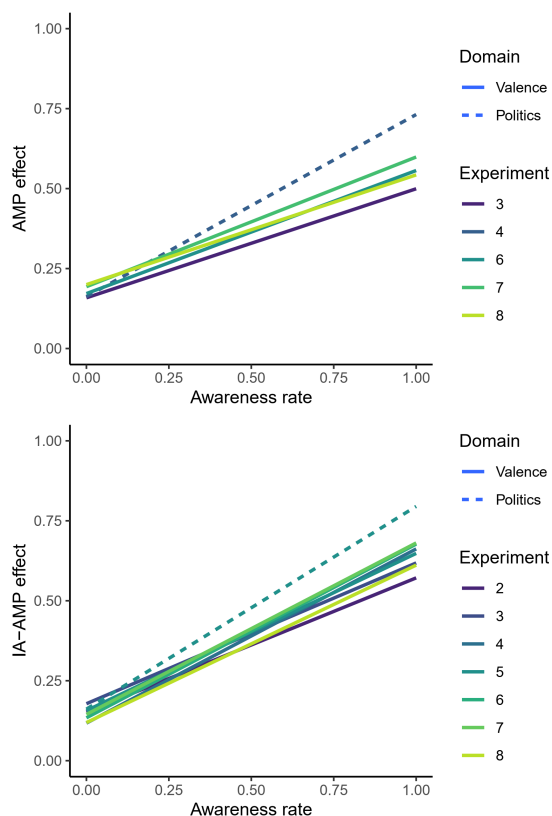 1.00
0.75
0.50
0.25
0.00
AMP effect
0.00 0.25 0.50 0.75 1.00
Awareness rate
Domain
Valence
Politics
Experiment
3
4
6
7
8
1.00
0.75
0.50
0.25
0.00
IA−AMP effect
0.00 0.25 0.50 0.75 1.00
Awareness rate
Domain
Valence
Politics
Experiment
2
3
4
5
6
7
8